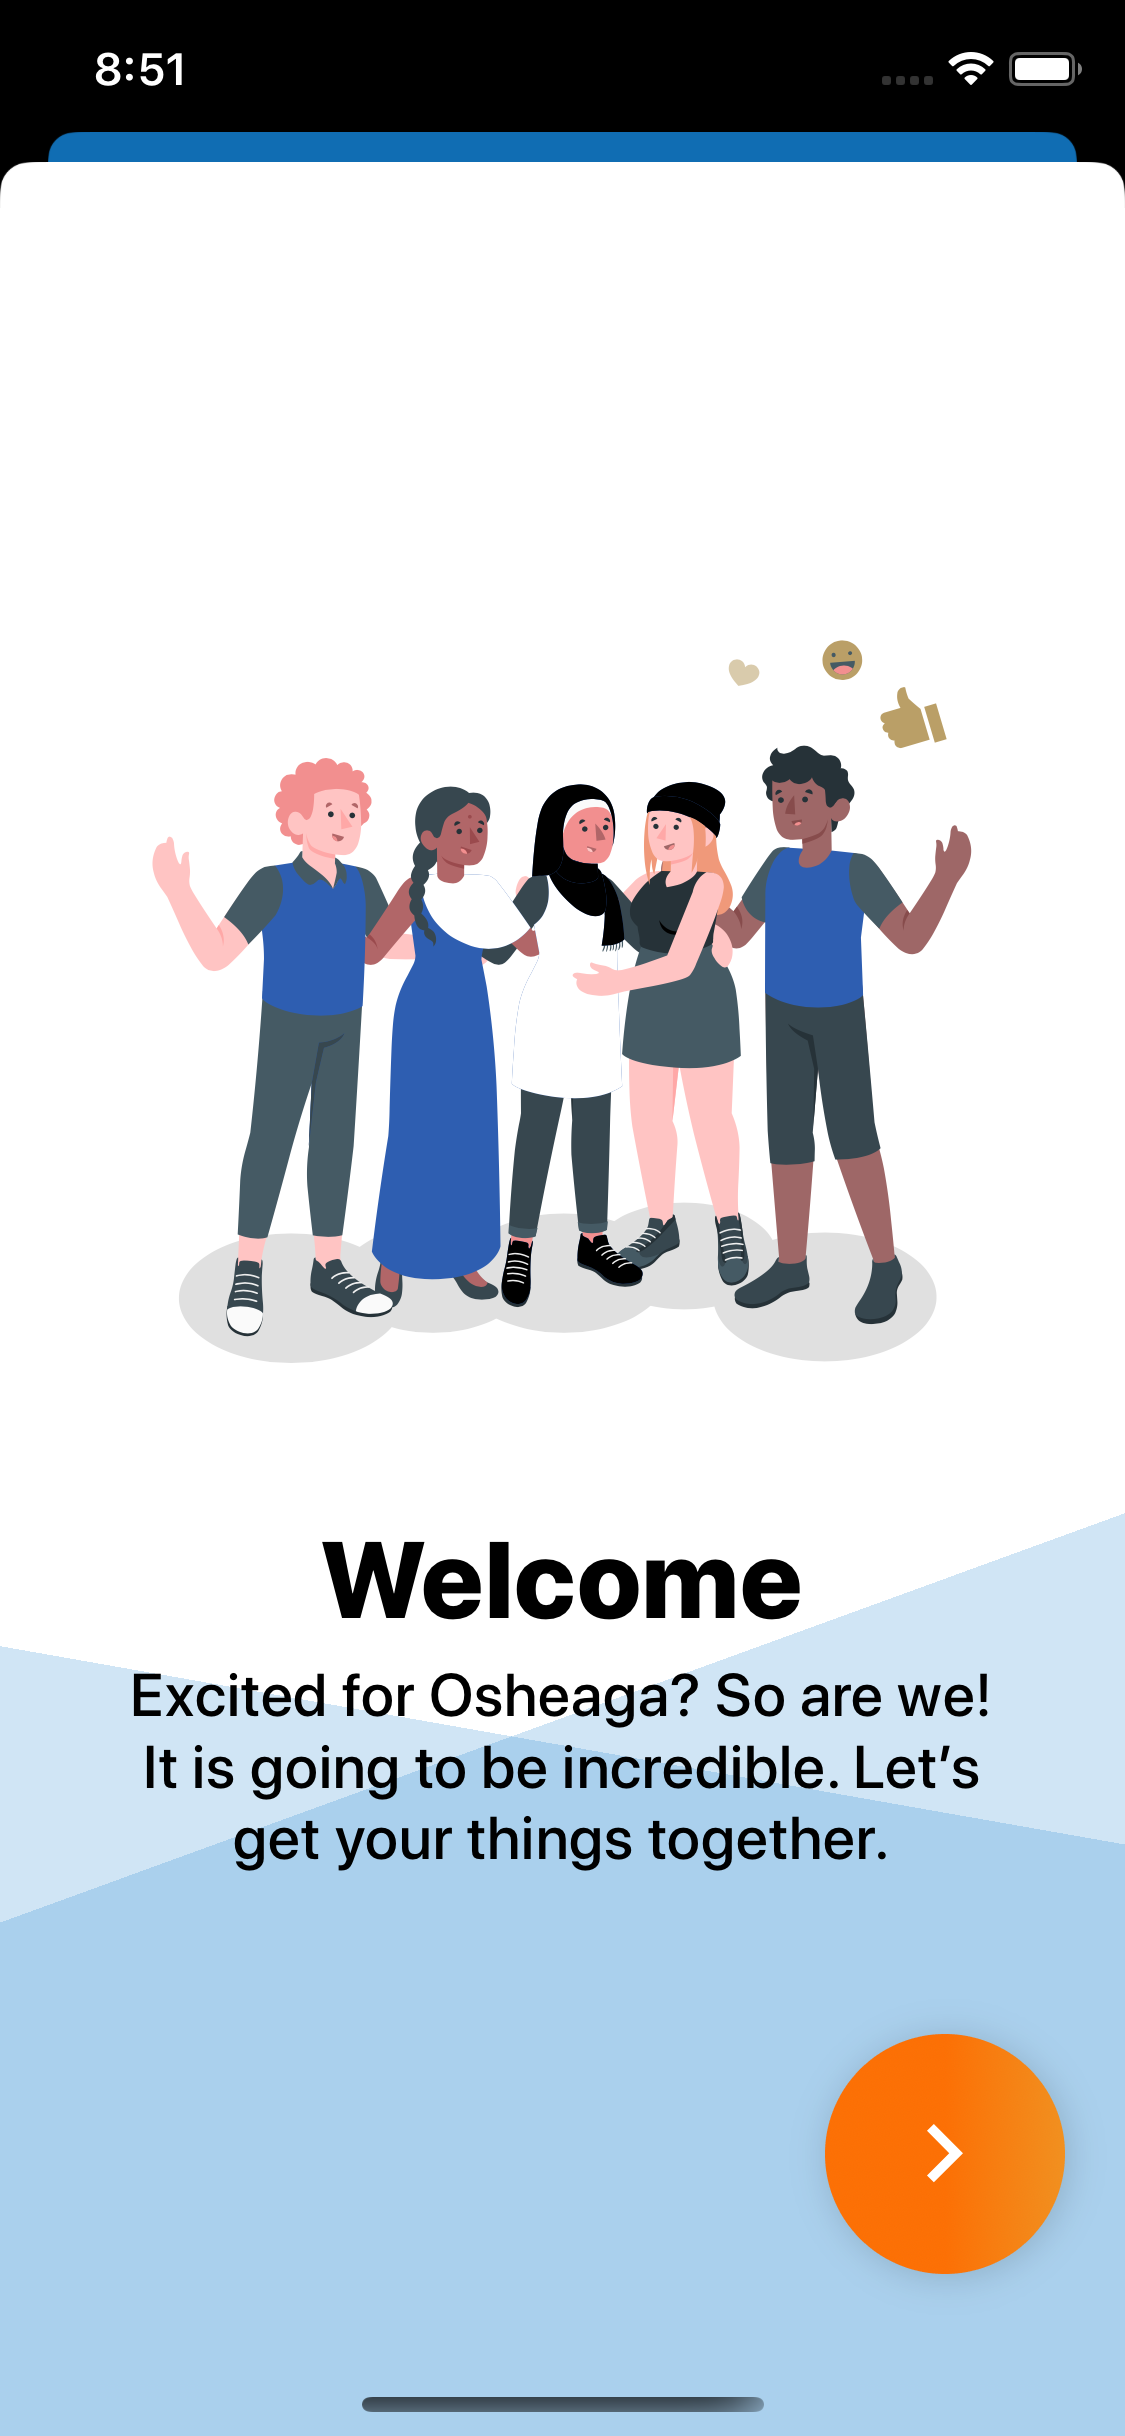 8:51
Welcome
Excited for Osheaga? So are we!
It is going to be incredible. Let’s
get your things together.